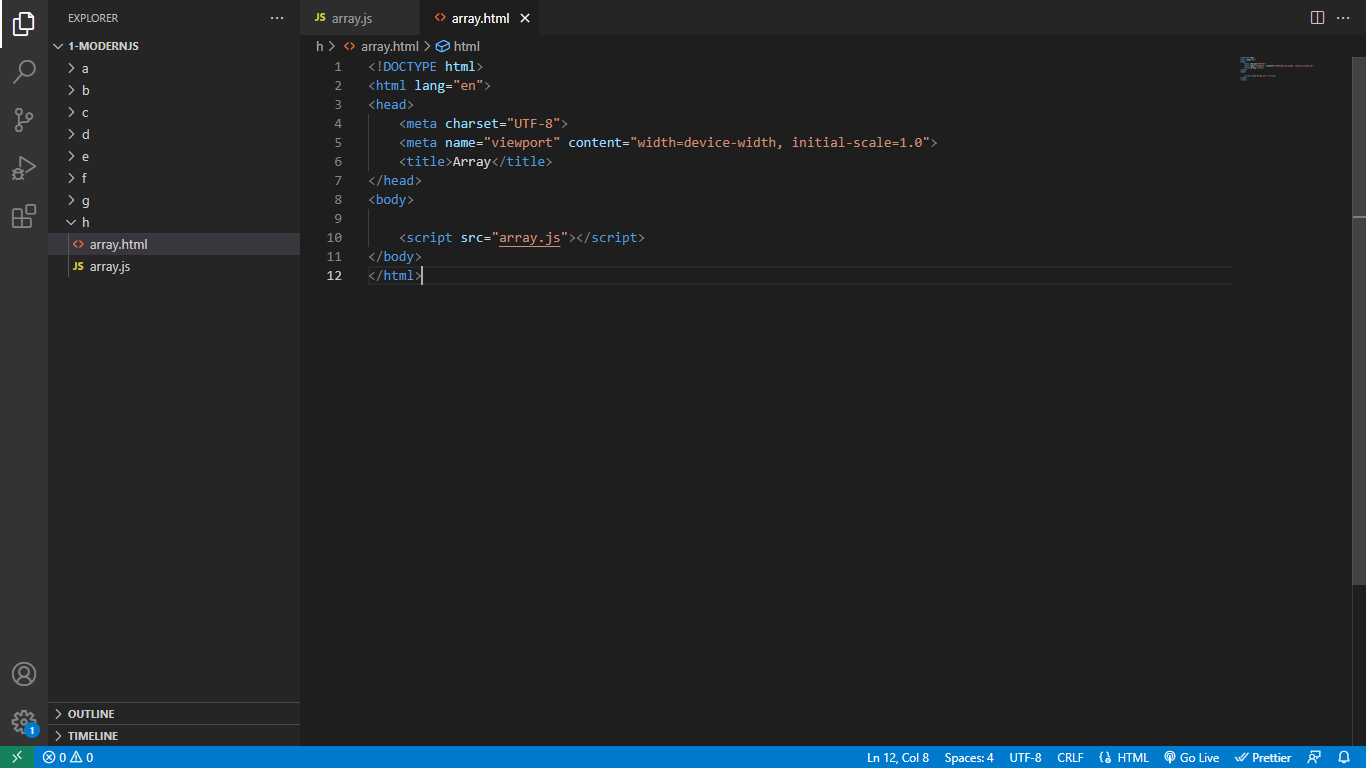 EXPLORER
1-MODERNJS
a
b
c
d
e
f
g
h
array.html
JS array.js
OUTLINE
TIMELINE
JS array.js
array.html
h > array.html > html
1 <!DOCTYPE html>
2 <html lang="en">
3 <head>
4 <meta charset="UTF-8">
5 <meta name="viewport" content="width=device-width, initial-scale=1.0">
6 <title>Array</title>
7 </head>
8 <body>
9
10 <script src="array.js"></script>
11 </body>
12 </html>
1
0 0
Ln 12, Col 8 Spaces: 4 UTF-8 CRLF HTML Go Live Prettier